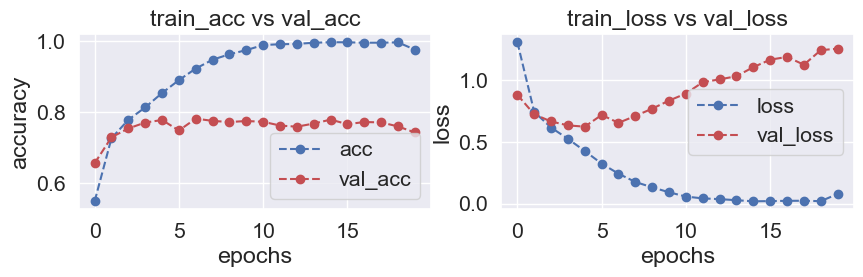 train_acc vs val_acc
accuracy
1.0
0.8
0.6
acc
val_acc
0
5
10
15
epochs
train_loss vs val_loss
loss
1.0
0.5
0.0
loss
val_loss
0
5
10
15
epochs